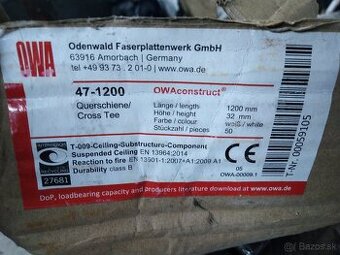 OWA
Odenwald Faserplattenwerk GmbH
63916 Amorbach / Germany
tel +49 93 73 . 2 01-0 | www.owa.de
47-1200
OWAconstruct®
Querschiene/
Cross Tee
Länge / length 1200 mm
Höhe / height 32 mm
Farbe / colour weiß / white
Stückzahl / pieces 50
T-009-Ceiling-Substructure-Component
Suspended Ceiling EN 13964:2014
Reaction to fire EN 13501-1:2007+A1:2009 A1
Durability class B
27681
CE
05
OWA-00009.1
DoP, loadbearing capacity and producers literature download at www.owa.de
T-Nr. 00059105
bazos.sk